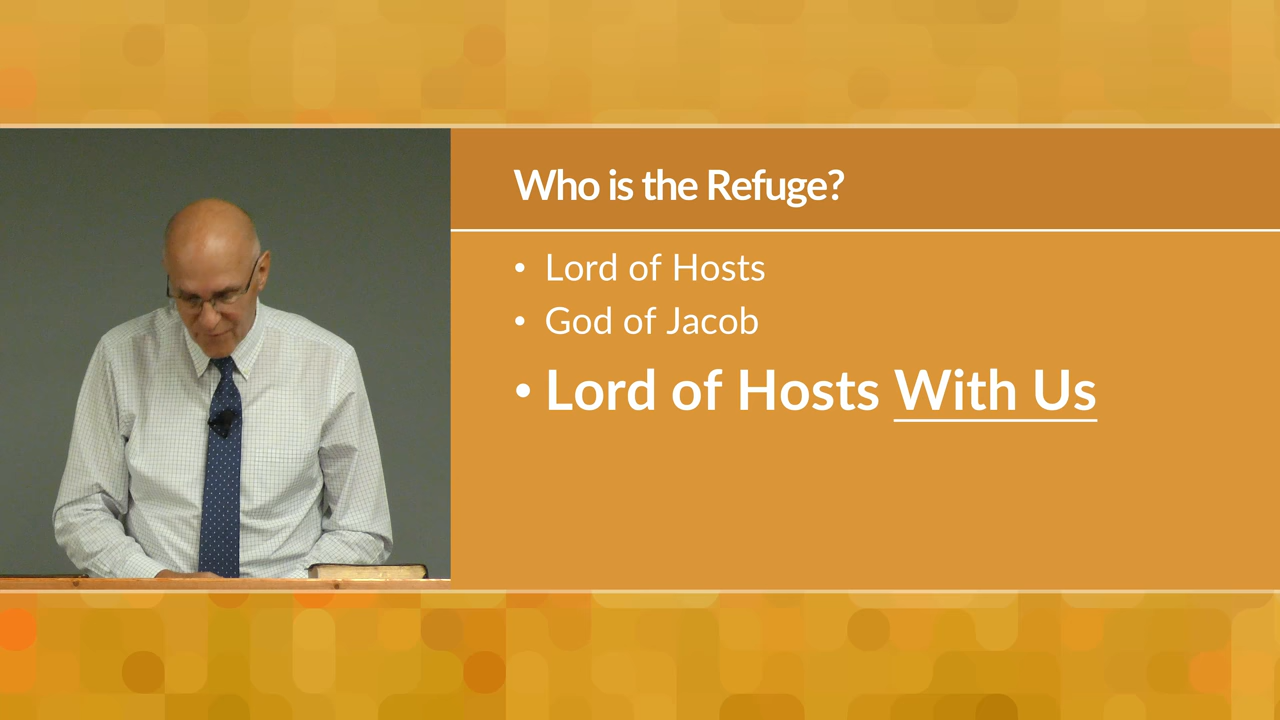 Who is the Refuge?
• Lord of Hosts
• God of Jacob
• Lord of Hosts With Us